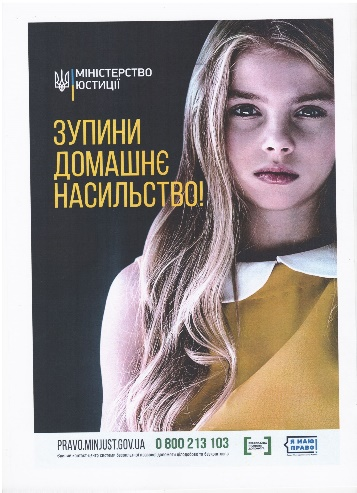 МІНІСТЕРСТВО
ЮСТИЦІЇ
ЗУПИНИ
ДОМАШНЄ
НАСИЛЬСТВО!
PRAVO.MINJUST.GOV.UA 0 800 213 103
Я МАЮ
ПРАВО